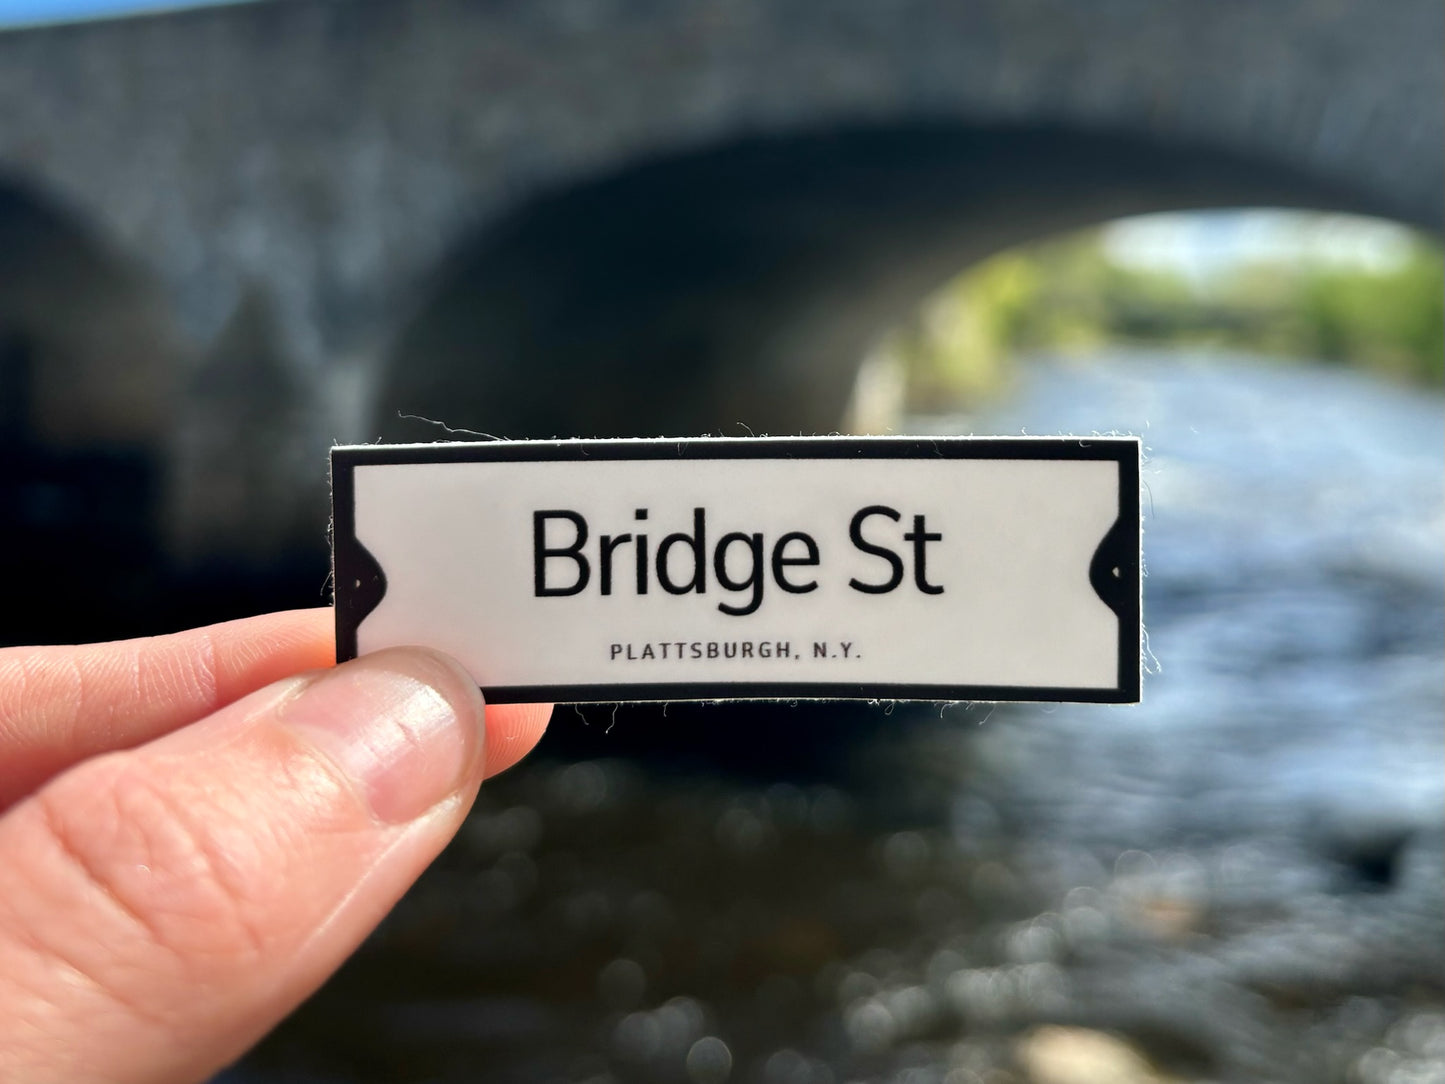 Bridge St
PLATTSBURGH, N.Y.